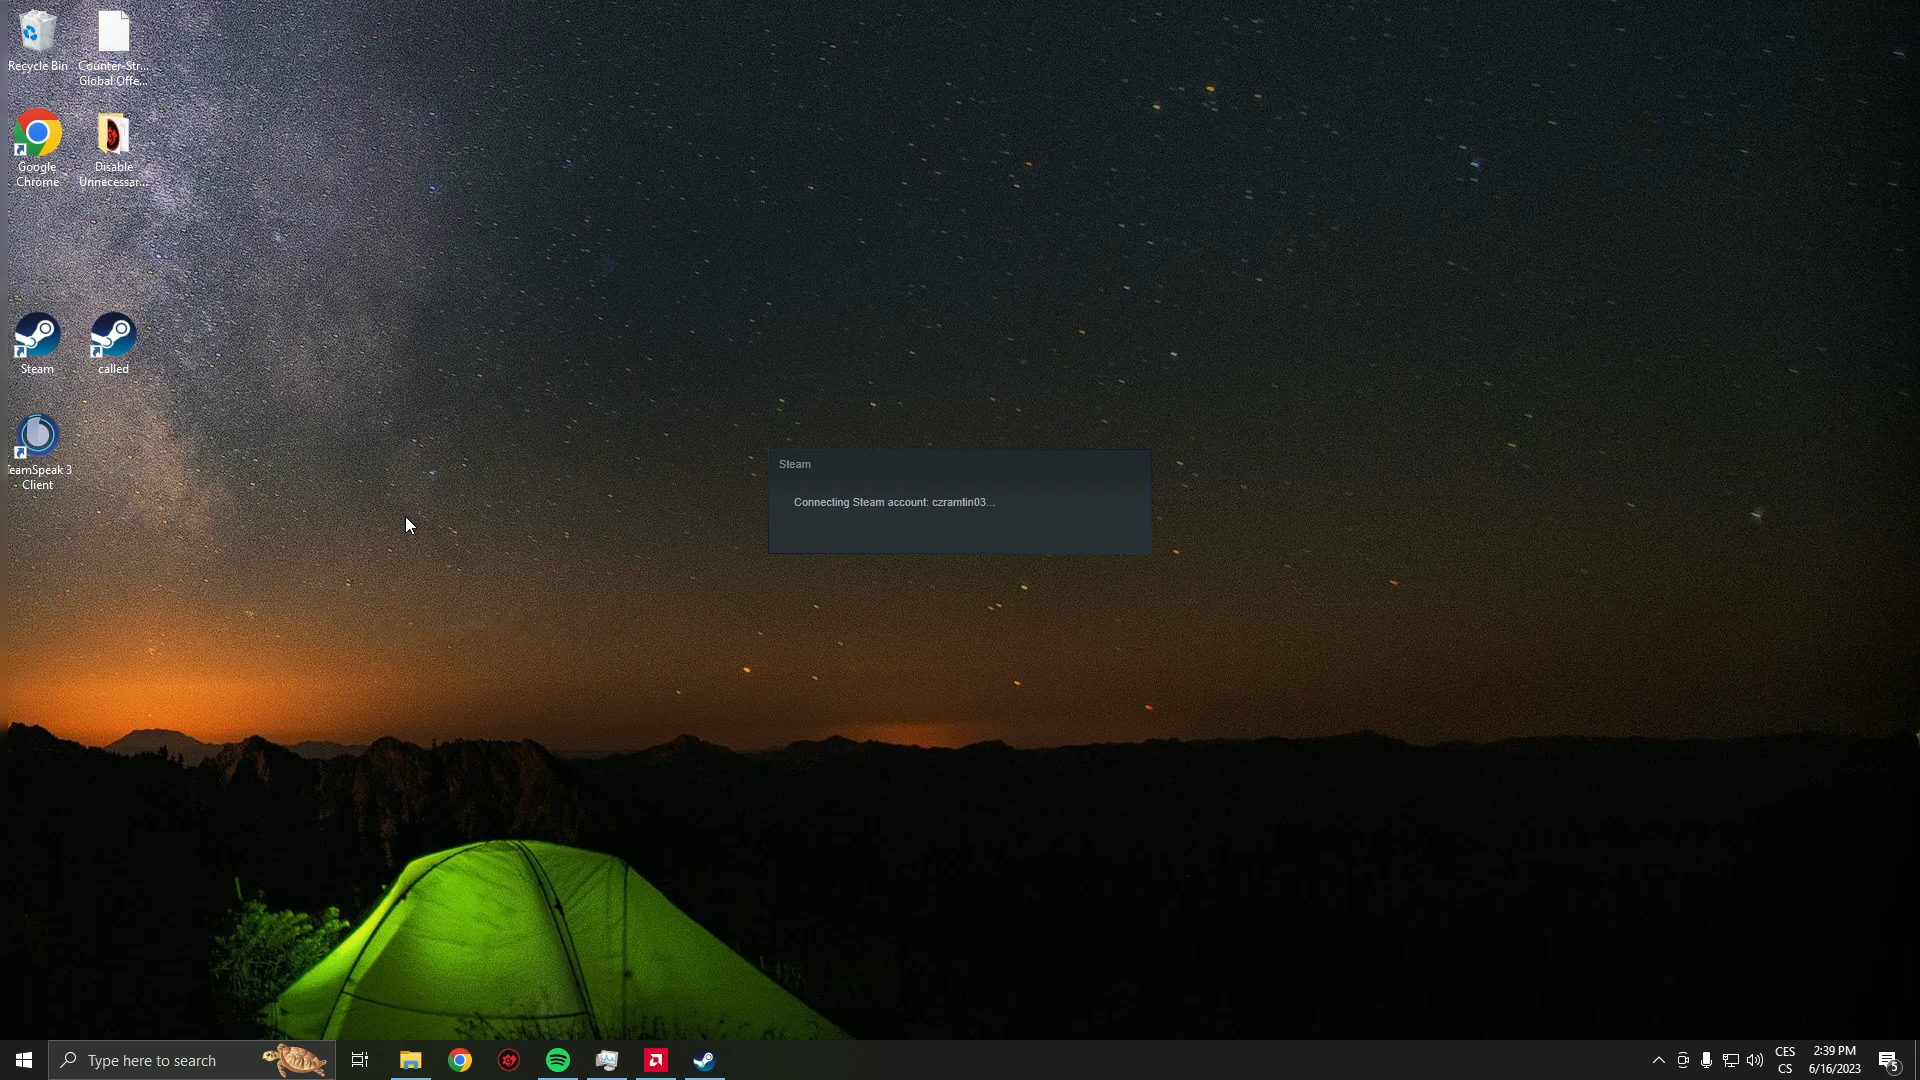 Recycle Bin
Counter-Str...
Global Offe...
Google
Chrome
Disable
Unnecessar...
Steam
called
eamSpeak 3
Client
Steam
Connecting Steam account: czramtin03...
Type here to search
CES
CS
2:39 PM
6/16/2023
5